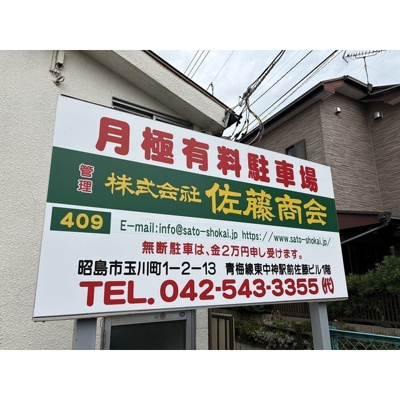 月極有料駐車場
管理 株式会社 佐藤商会
409 E-mail:info@sato-shokai.jp https://www.sato-shokai.jp/
無断駐車は、金2万円申し受けます。
昭島市玉川町1-2-13 青梅線東中神駅前佐藤ビル1階
TEL. 042-543-3355 (代)